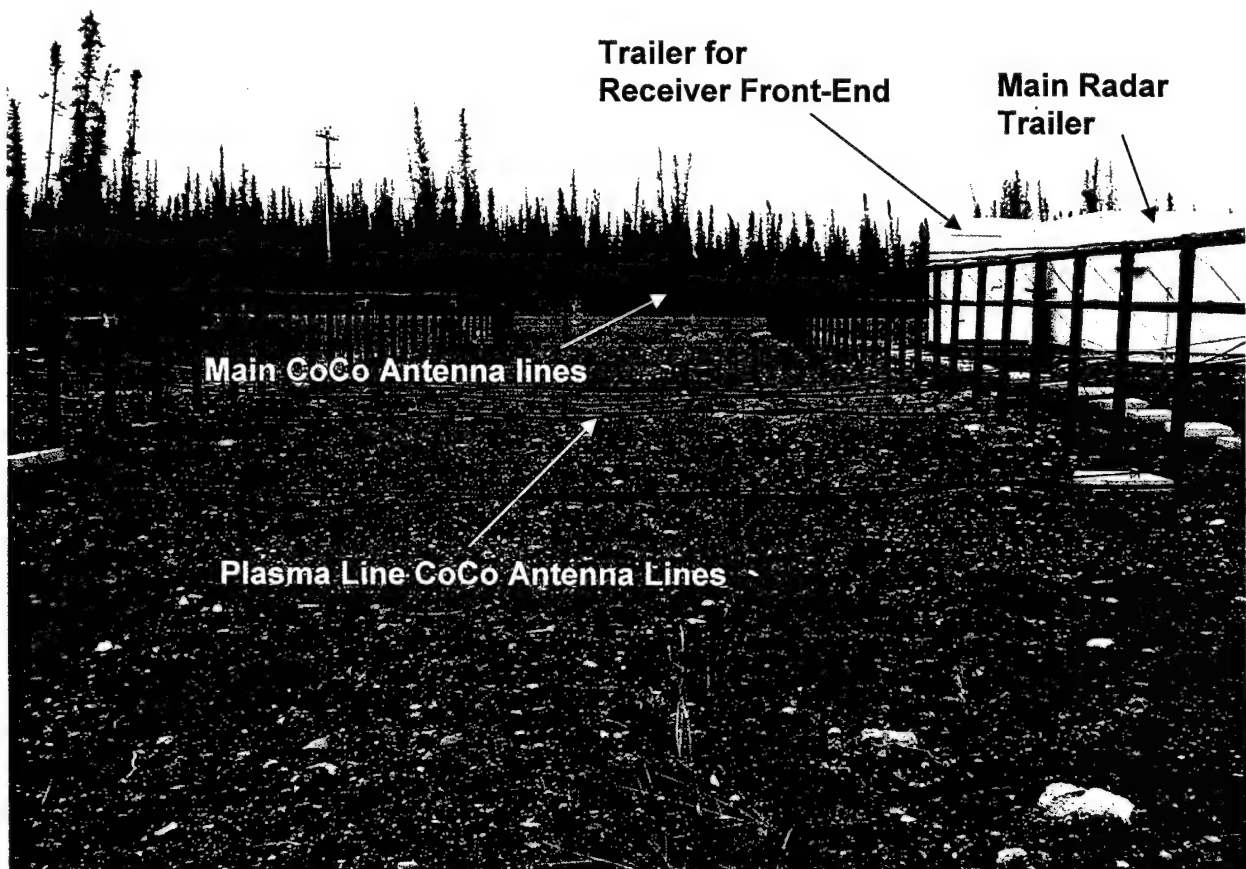 Trailer for
Receiver Front-End
Main Radar
Trailer
Main CoCo Antenna lines
Plasma Line CoCo Antenna Lines